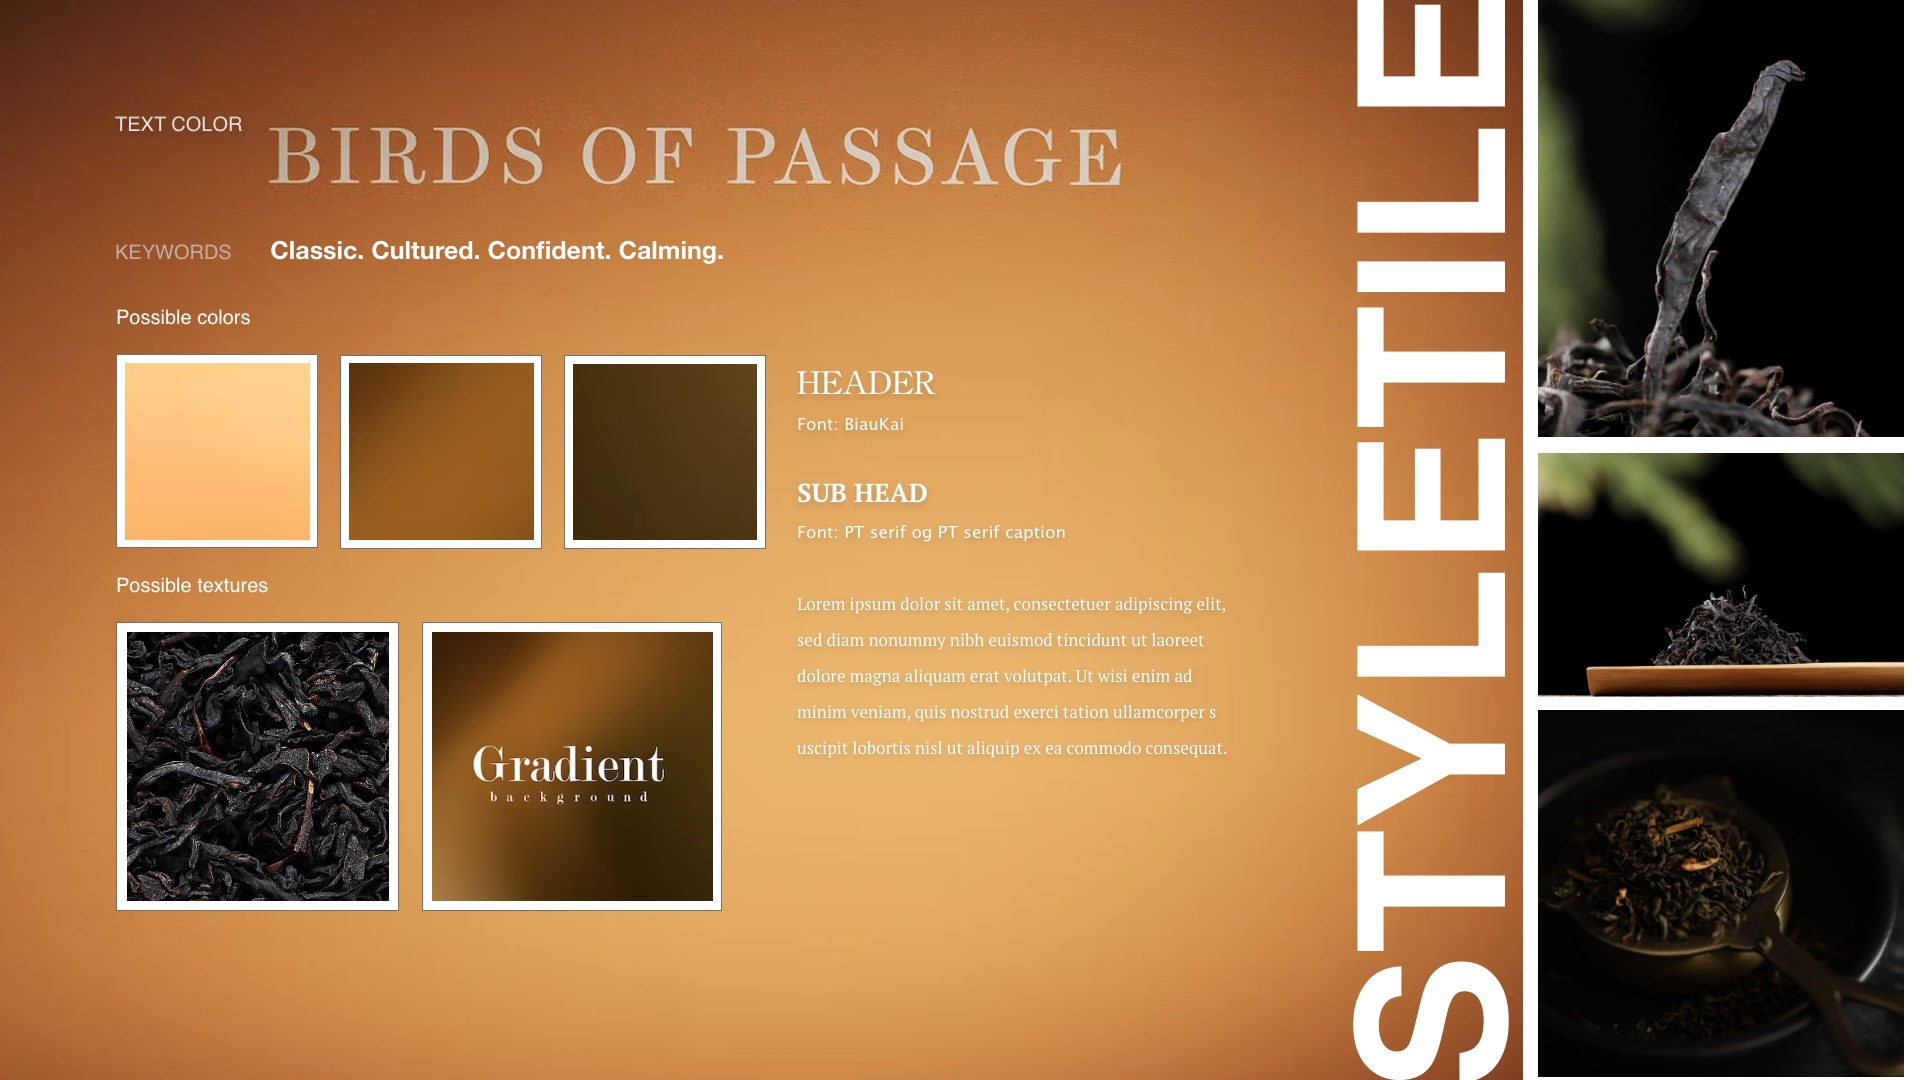 TEXT COLOR
BIRDS OF PASSAGE
KEYWORDS
Classic. Cultured. Confident. Calming.
Possible colors
HEADER
Font: BiauKai
SUB HEAD
Font: PT serif og PT serif caption
Possible textures
Gradient
background
Lorem ipsum dolor sit amet, consectetuer adipiscing elit,
sed diam nonummy nibh euismod tincidunt ut laoreet
dolore magna aliquam erat volutpat. Ut wisi enim ad
minim veniam, quis nostrud exerci tation ullamcorper s
uscipit lobortis nisl ut aliquip ex ea commodo consequat.
STYLETILE